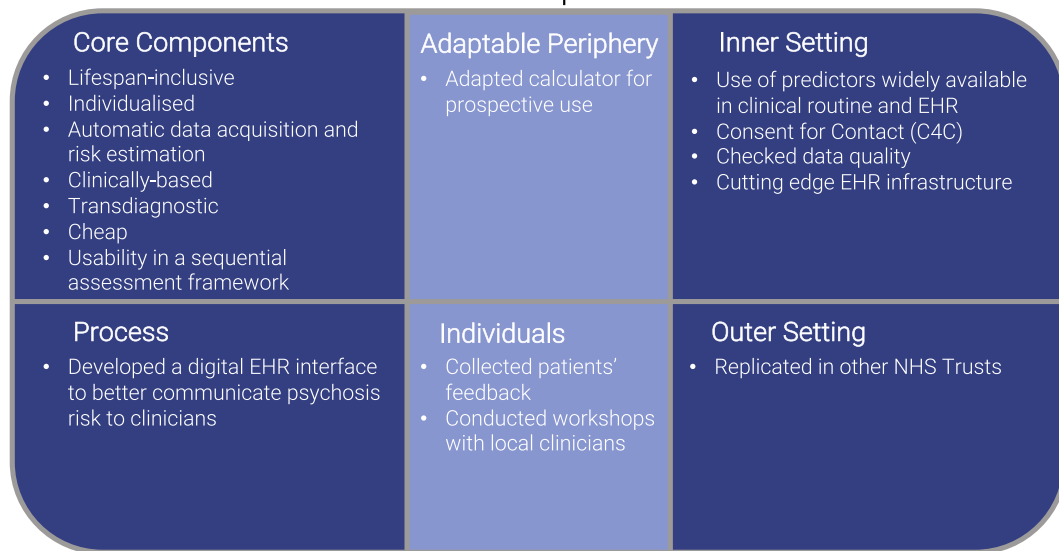 Core Components
• Lifespan-inclusive
• Individualised
• Automatic data acquisition and
risk estimation
• Clinically-based
• Transdiagnostic
• Cheap
• Usability in a sequential
assessment framework
Adaptable Periphery
• Adapted calculator for
prospective use
Inner Setting
• Use of predictors widely available
in clinical routine and EHR
• Consent for Contact (C4C)
• Checked data quality
• Cutting edge EHR infrastructure
Process
• Developed a digital EHR interface
to better communicate psychosis
risk to clinicians
Individuals
• Collected patients’
feedback
• Conducted workshops
with local clinicians
Outer Setting
• Replicated in other NHS Trusts